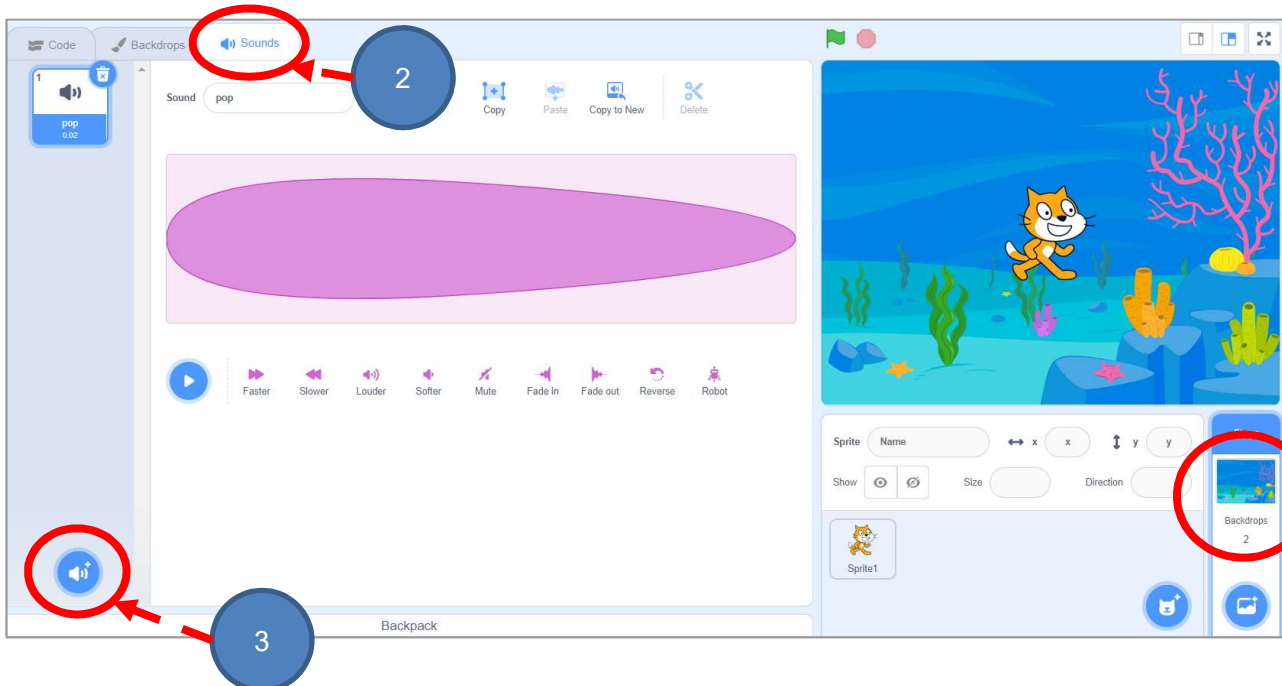 Code
Backdrops
Sounds
2
1
pop
0.02
Sound
pop
Copy
Paste
Copy to New
Delete
Faster
Slower
Louder
Softer
Mute
Fade in
Fade out
Reverse
Robot
Sprite
Name
x
x
y
y
Show
Size
Direction
Backdrops
2
Sprite1
Backpack
3